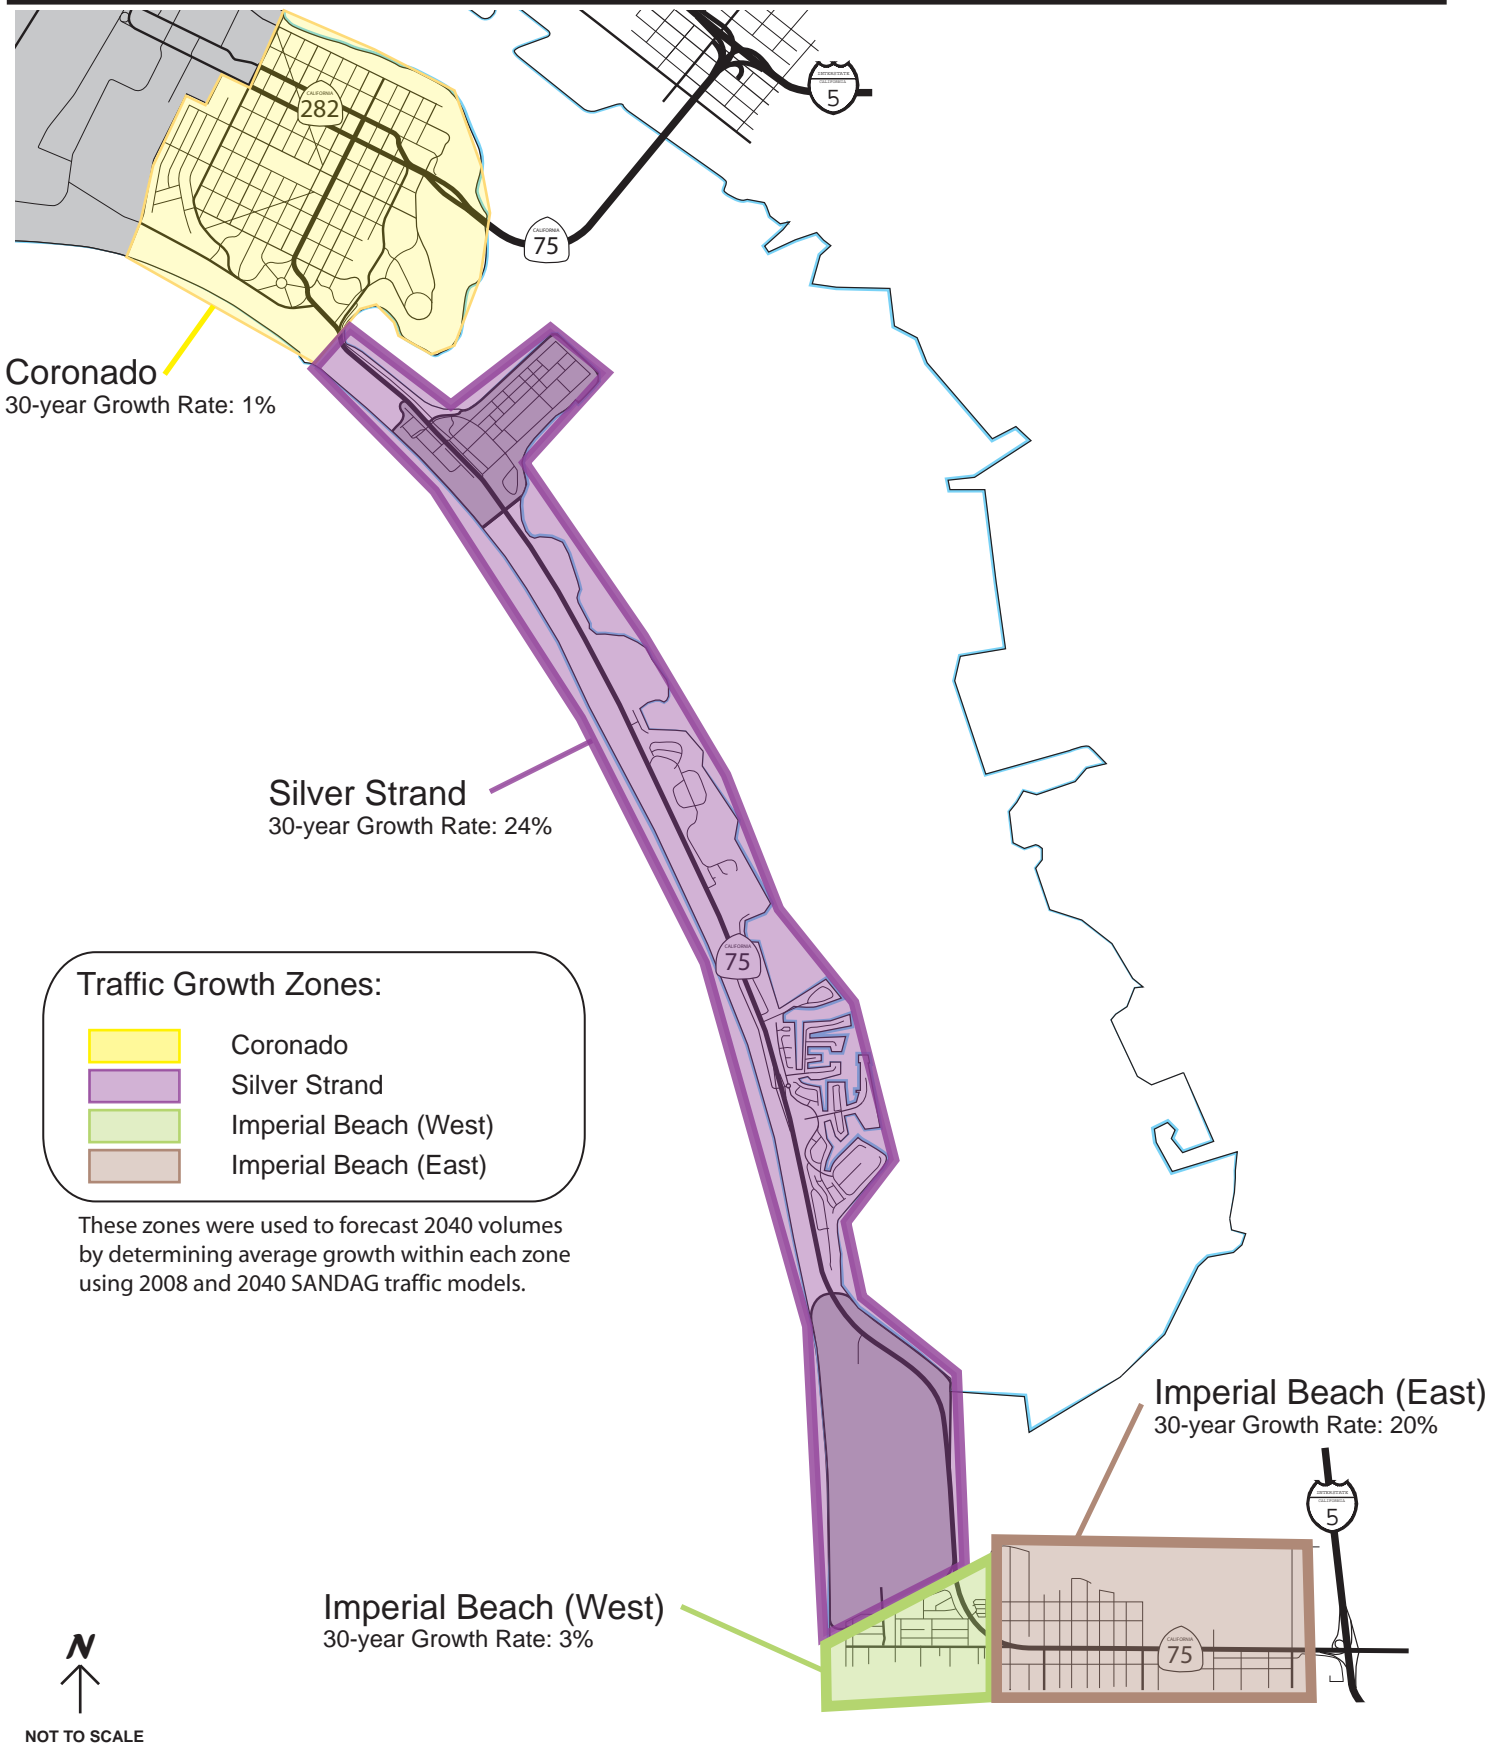 INTERSTATE
CALIFORNIA
5
CALIFORNIA
282
CALIFORNIA
75
Coronado
30-year Growth Rate: 1%
Silver Strand
30-year Growth Rate: 24%
CALIFORNIA
75
Traffic Growth Zones:
Coronado
Silver Strand
Imperial Beach (West)
Imperial Beach (East)
These zones were used to forecast 2040 volumes
by determining average growth within each zone
using 2008 and 2040 SANDAG traffic models.
Imperial Beach (East)
30-year Growth Rate: 20%
INTERSTATE
CALIFORNIA
5
Imperial Beach (West)
30-year Growth Rate: 3%
CALIFORNIA
75
N
NOT TO SCALE